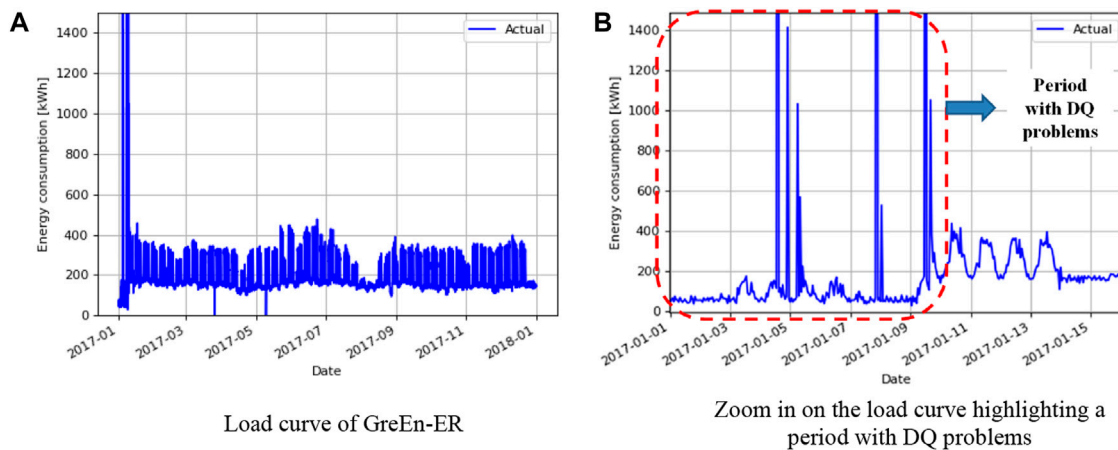 A
1400
1200
1000
800
600
400
200
0
Energy consumption [kWh]
Actual
2017-01
2017-03
2017-05
2017-07
2017-09
2017-11
2018-01
Date
Load curve of GreEn-ER
B
1400
1200
1000
800
600
400
200
0
Energy consumption [kWh]
Actual
Period
with DQ
problems
2017-01-01
2017-01-03
2017-01-05
2017-01-07
2017-01-09
2017-01-11
2017-01-13
2017-01-15
Date
Zoom in on the load curve highlighting a
period with DQ problems